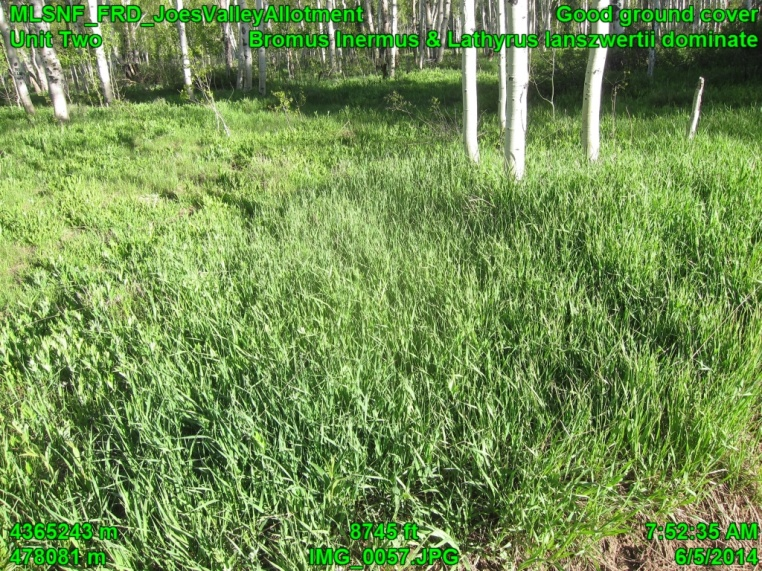 MLSNF_FRD_JoesValleyAllotment Good ground cover
Unit Two Bromus Inermus & Lathyrus lanszwertii dominate
4365243 m 8745 ft 7:52:35 AM
478081 m IMG_0057.JPG 6/5/2014